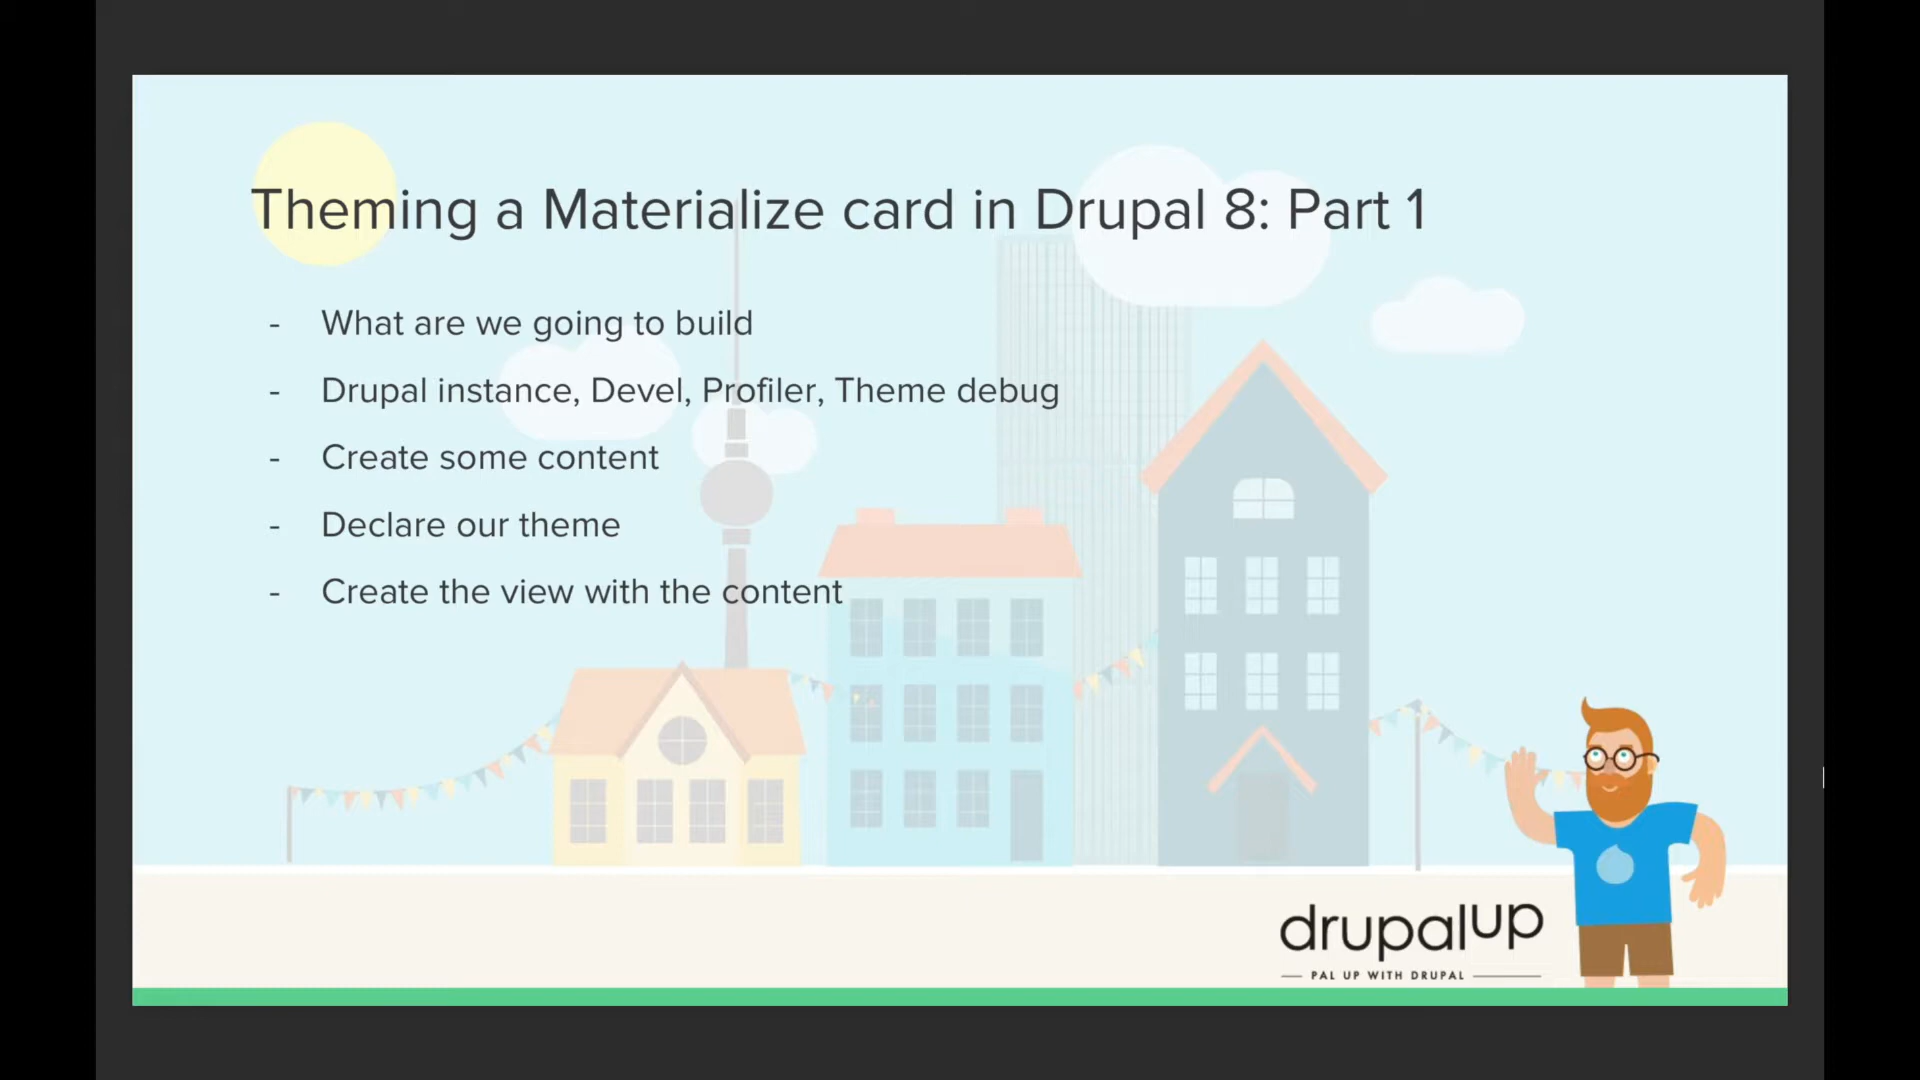 Theming a Materialize card in Drupal 8: Part 1
- What are we going to build
- Drupal instance, Devel, Profiler, Theme debug
- Create some content
- Declare our theme
- Create the view with the content
drupalup
PAL UP WITH DRUPAL